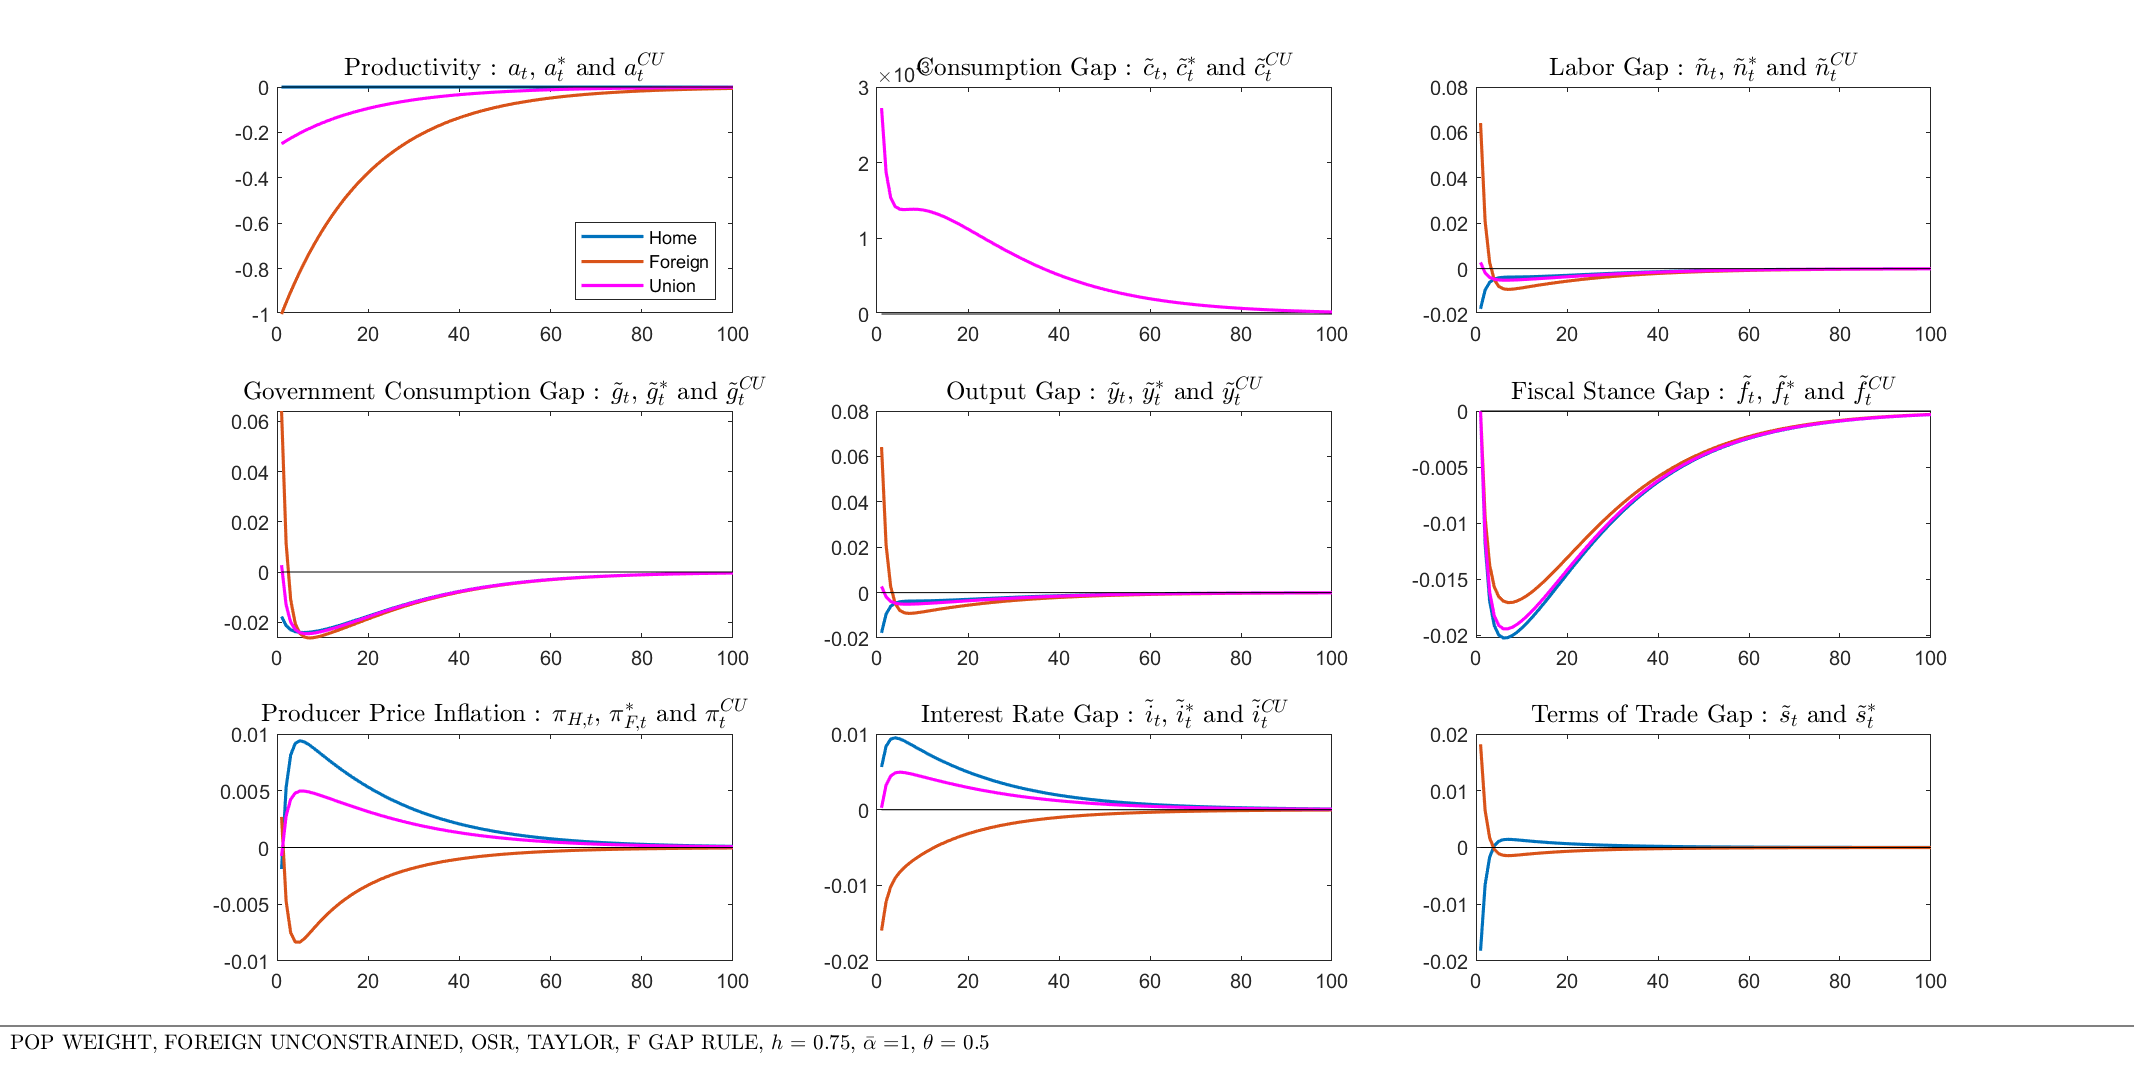 Productivity : a_t, a_t^* and a_t^{CU}
0
-0.2
-0.4
-0.6
-0.8
-1
0 20 40 60 80 100
Home
Foreign
Union
Consumption Gap : c̃_t, c̃_t^* and c̃_t^{CU}
3
2
1
0
0 20 40 60 80 100
Labor Gap : ñ_t, ñ_t^* and ñ_t^{CU}
0.08
0.06
0.04
0.02
0
-0.02
0 20 40 60 80 100
Government Consumption Gap : g̃_t, g̃_t^* and g̃_t^{CU}
0.06
0.04
0.02
0
-0.02
0 20 40 60 80 100
Output Gap : ỹ_t, ỹ_t^* and ỹ_t^{CU}
0.08
0.06
0.04
0.02
0
-0.02
0 20 40 60 80 100
Fiscal Stance Gap : f̃_t, f̃_t^* and f̃_t^{CU}
0
-0.005
-0.01
-0.015
-0.02
0 20 40 60 80 100
Producer Price Inflation : π_{H,t}, π_{F,t}^* and π_t^{CU}
0.01
0.005
0
-0.005
-0.01
0 20 40 60 80 100
Interest Rate Gap : ĩ_t, ĩ_t^* and ĩ_t^{CU}
0.01
0
-0.01
-0.02
0 20 40 60 80 100
Terms of Trade Gap : s̃_t and s̃_t^*
0.02
0.01
0
-0.01
-0.02
0 20 40 60 80 100
POP WEIGHT, FOREIGN UNCONSTRAINED, OSR, TAYLOR, F GAP RULE, h = 0.75, ᾱ =1, θ = 0.5